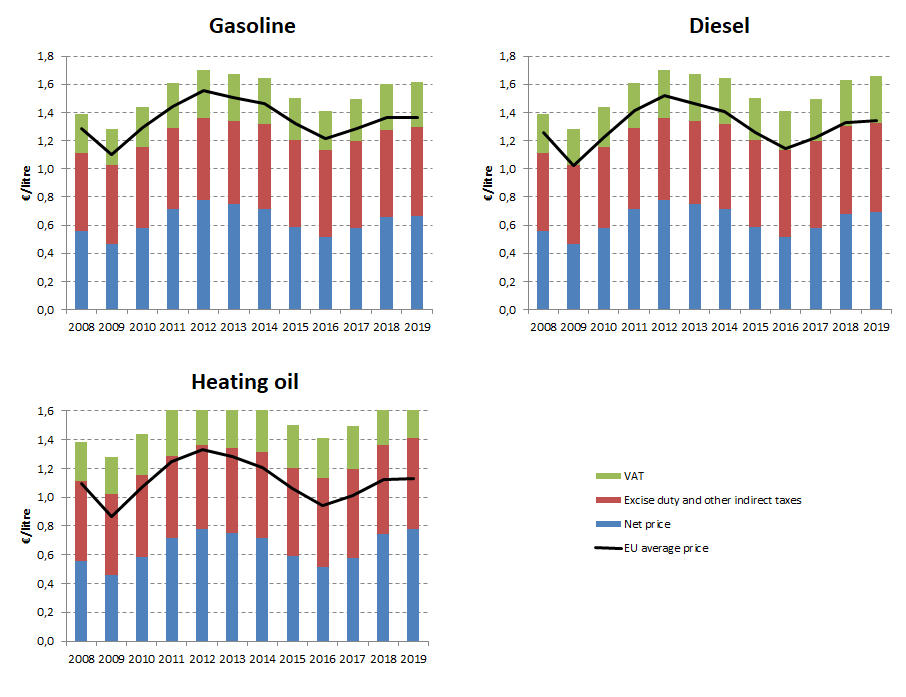 Gasoline
1,8
1,6
1,4
1,2
1,0
0,8
0,6
0,4
0,2
0,0
€/litre
2008 2009 2010 2011 2012 2013 2014 2015 2016 2017 2018 2019
Diesel
1,8
1,6
1,4
1,2
1,0
0,8
0,6
0,4
0,2
0,0
€/litre
2008 2009 2010 2011 2012 2013 2014 2015 2016 2017 2018 2019
Heating oil
1,6
1,4
1,2
1,0
0,8
0,6
0,4
0,2
0,0
€/litre
2008 2009 2010 2011 2012 2013 2014 2015 2016 2017 2018 2019
VAT
Excise duty and other indirect taxes
Net price
EU average price